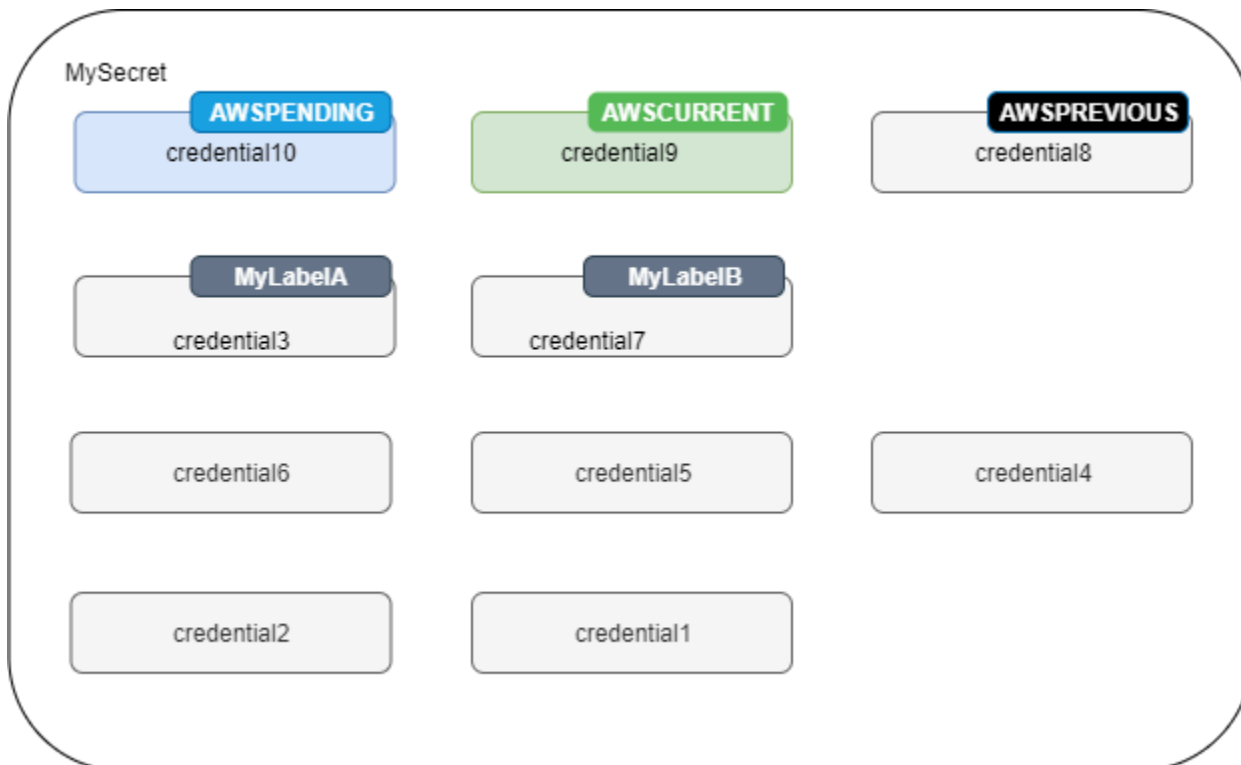 MySecret
AWSPENDING
credential10
AWSCURRENT
credential9
AWSPREVIOUS
credential8
MyLabelA
credential3
MyLabelB
credential7
credential6
credential5
credential4
credential2
credential1